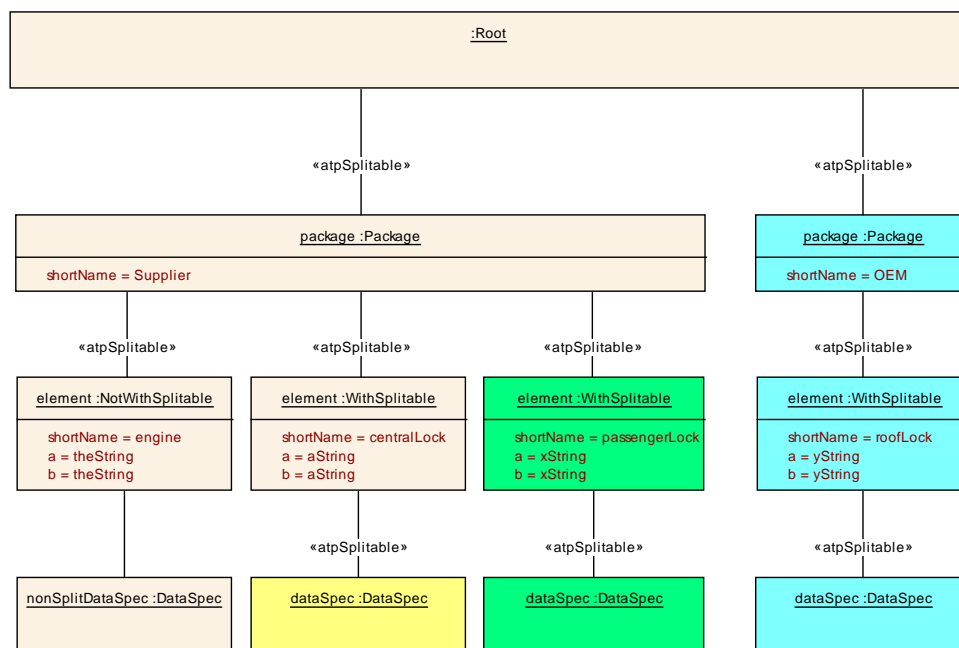 :Root
«atpSplitable»
«atpSplitable»
package :Package
shortName = Supplier
package :Package
shortName = OEM
«atpSplitable»
«atpSplitable»
«atpSplitable»
«atpSplitable»
element :NotWithSplitable
shortName = engine
a = theString
b = theString
element :WithSplitable
shortName = centralLock
a = aString
b = aString
element :WithSplitable
shortName = passengerLock
a = xString
b = xString
element :WithSplitable
shortName = roofLock
a = yString
b = yString
«atpSplitable»
«atpSplitable»
«atpSplitable»
nonSplitDataSpec :DataSpec
dataSpec :DataSpec
dataSpec :DataSpec
dataSpec :DataSpec